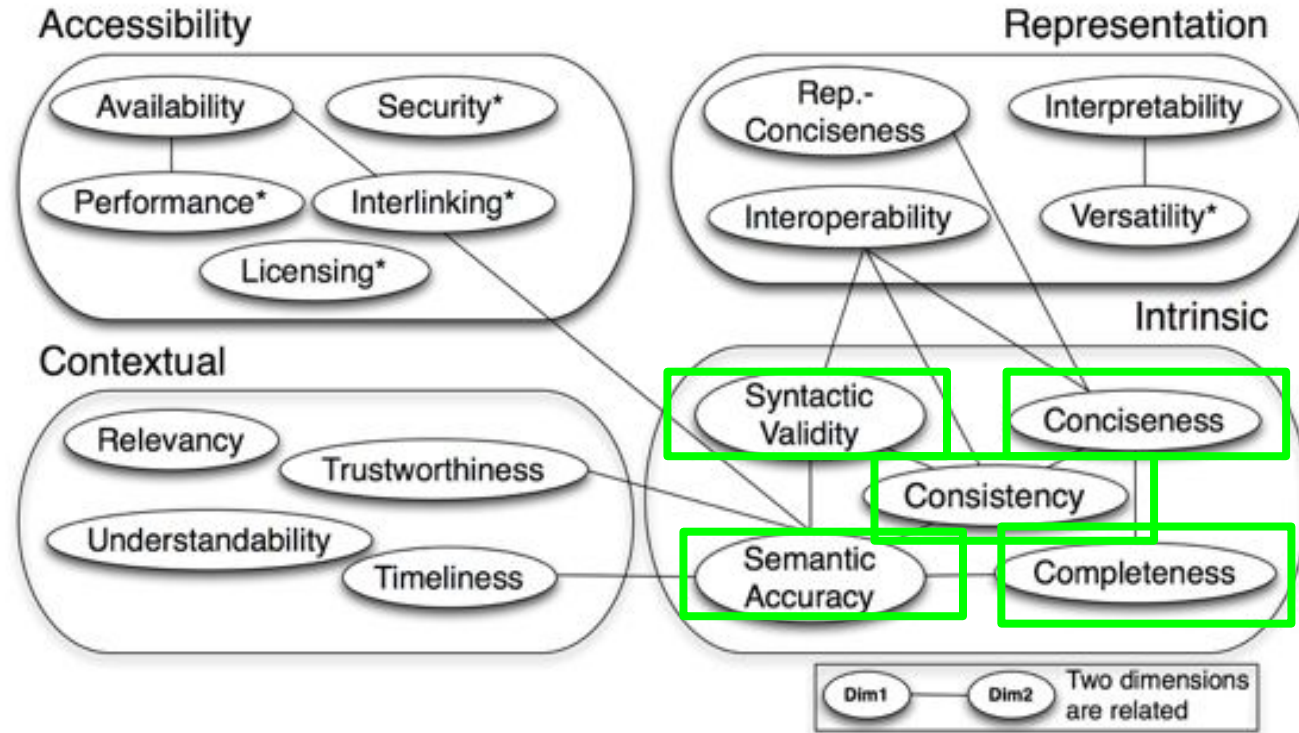 Accessibility
Availability
Security*
Performance*
Interlinking*
Licensing*
Representation
Rep.-
Conciseness
Interpretability
Interoperability
Versatility*
Contextual
Relevancy
Trustworthiness
Understandability
Timeliness
Intrinsic
Syntactic
Validity
Conciseness
Consistency
Semantic
Accuracy
Completeness
Dim1
Dim2
Two dimensions
are related